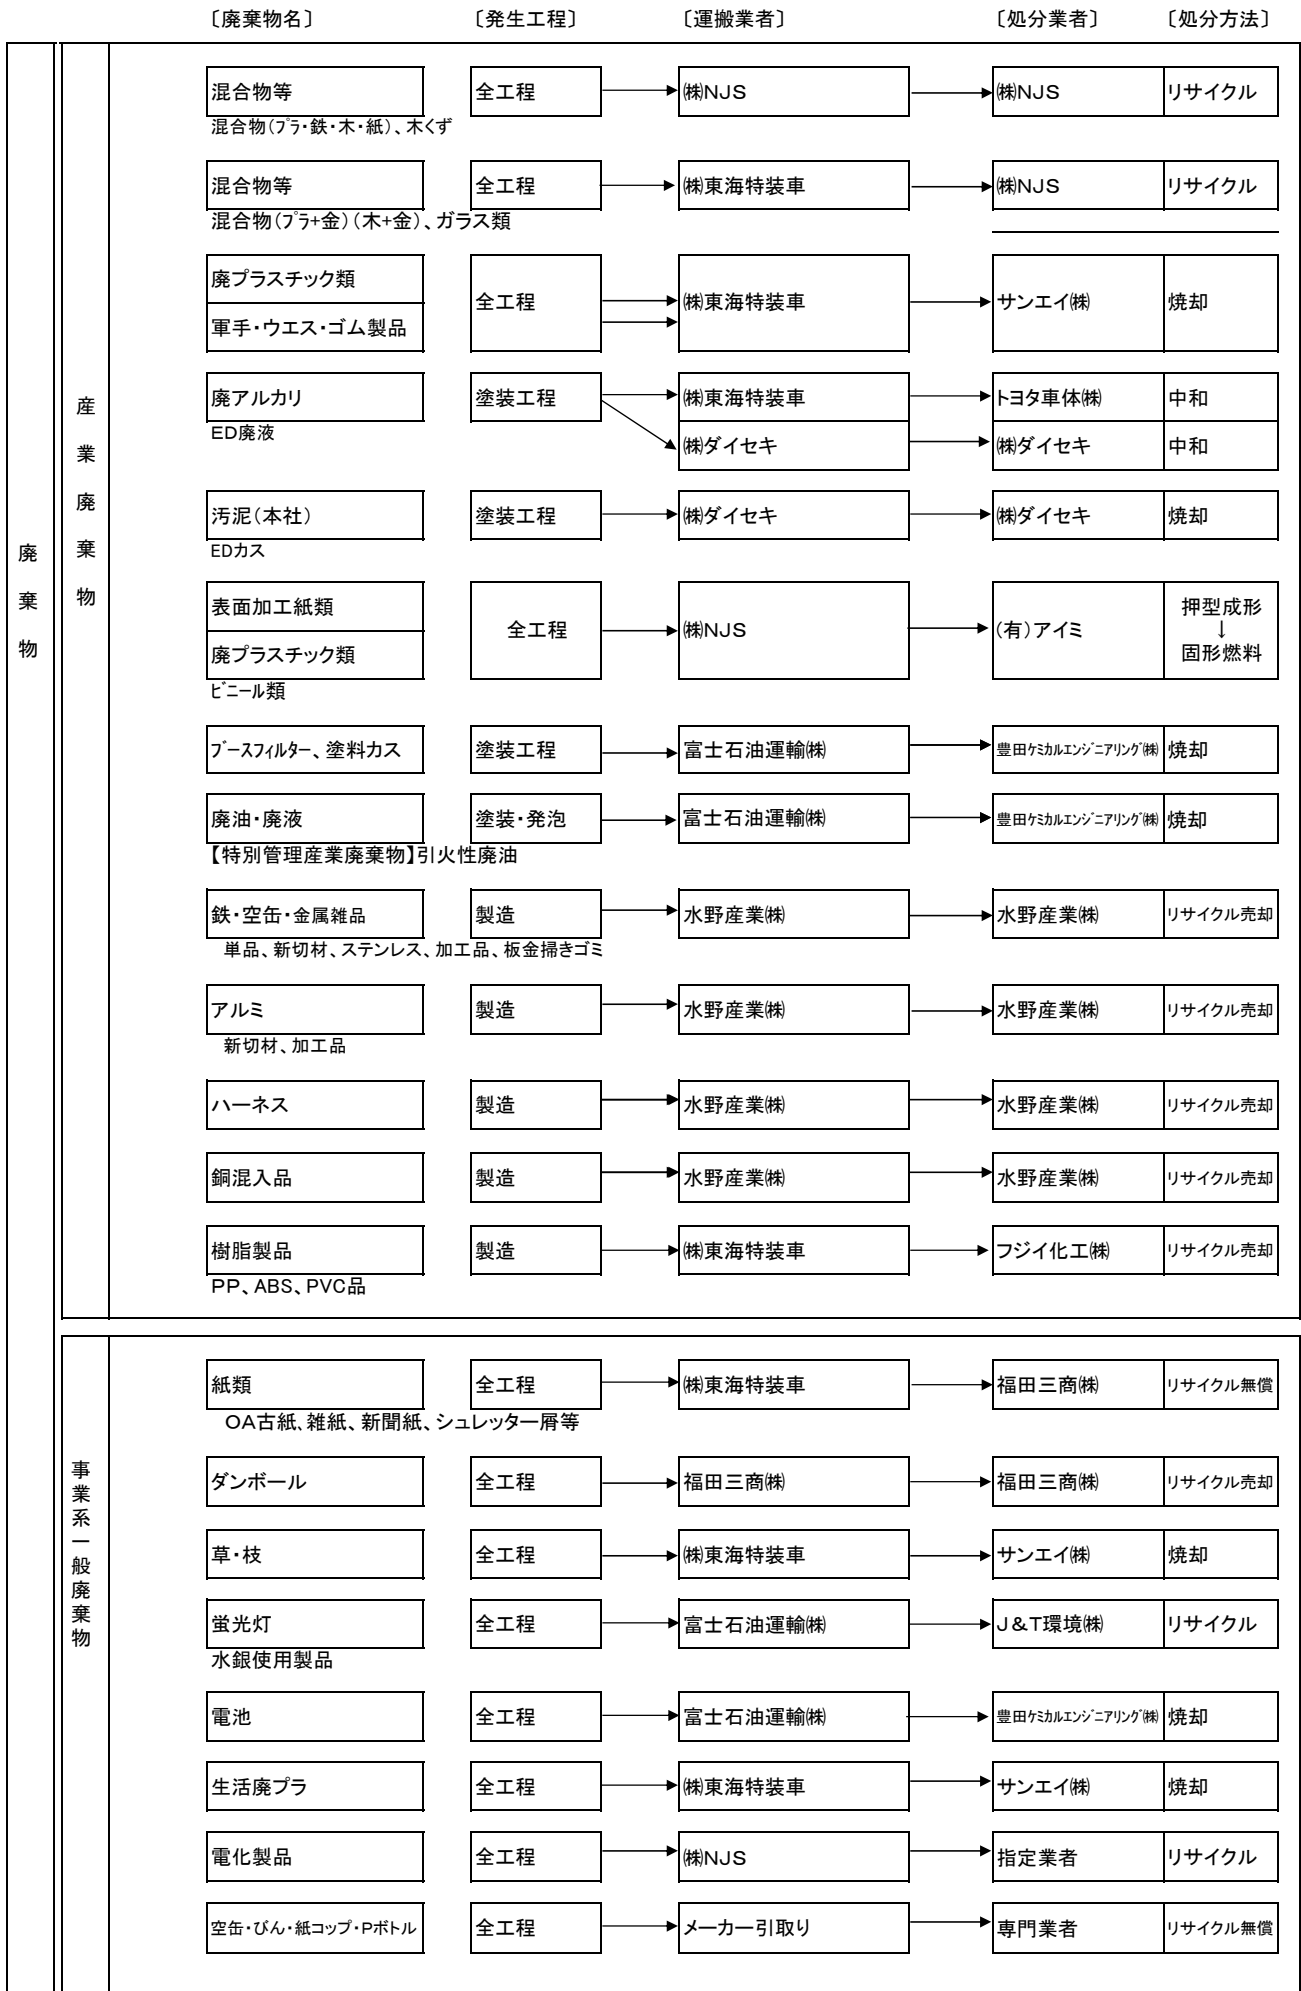 〔廃棄物名〕 〔発生工程〕 〔運搬業者〕 〔処分業者〕 〔処分方法〕
廃棄物
産業廃棄物
混合物等 全工程 ㈱NJS ㈱NJS リサイクル
混合物(ﾌﾟﾗ・鉄・木・紙)、木くず
混合物等 全工程 ㈱東海特装車 ㈱NJS リサイクル
混合物(ﾌﾟﾗ+金)(木+金)、ガラス類
廃プラスチック類
軍手・ウエス・ゴム製品
全工程 ㈱東海特装車 サンエイ㈱ 焼却
廃アルカリ 塗装工程 ㈱東海特装車 トヨタ車体㈱ 中和
ED廃液
㈱ダイセキ ㈱ダイセキ 中和
汚泥(本社) 塗装工程 ㈱ダイセキ ㈱ダイセキ 焼却
EDカス
表面加工紙類
廃プラスチック類
全工程 ㈱NJS (有)アイミ 押型成形
↓
固形燃料
ﾋﾞﾆｰﾙ類
ﾌﾞｰｽﾌｨﾙﾀｰ、塗料カス 塗装工程 富士石油運輸㈱ 豊田ｹﾐｶﾙｴﾝｼﾞﾆｱﾘﾝｸﾞ㈱ 焼却
廃油・廃液 塗装・発泡 富士石油運輸㈱ 豊田ｹﾐｶﾙｴﾝｼﾞﾆｱﾘﾝｸﾞ㈱ 焼却
【特別管理産業廃棄物】引火性廃油
鉄・空缶・金属雑品 製造 水野産業㈱ 水野産業㈱ リサイクル売却
単品、新切材、ステンレス、加工品、板金掃きゴミ
アルミ 製造 水野産業㈱ 水野産業㈱ リサイクル売却
新切材、加工品
ハーネス 製造 水野産業㈱ 水野産業㈱ リサイクル売却
銅混入品 製造 水野産業㈱ 水野産業㈱ リサイクル売却
樹脂製品 製造 ㈱東海特装車 フジイ化工㈱ リサイクル売却
PP、ABS、PVC品
事業系一般廃棄物
紙類 全工程 ㈱東海特装車 福田三商㈱ リサイクル無償
OA古紙、雑紙、新聞紙、シュレッター屑等
ダンボール 全工程 福田三商㈱ 福田三商㈱ リサイクル売却
草・枝 全工程 ㈱東海特装車 サンエイ㈱ 焼却
蛍光灯 全工程 富士石油運輸㈱ J&T環境㈱ リサイクル
水銀使用製品
電池 全工程 富士石油運輸㈱ 豊田ｹﾐｶﾙｴﾝｼﾞﾆｱﾘﾝｸﾞ㈱ 焼却
生活廃プラ 全工程 ㈱東海特装車 サンエイ㈱ 焼却
電化製品 全工程 ㈱NJS 指定業者 リサイクル
空缶・びん・紙コップ・Pボトル 全工程 メーカー引取り 専門業者 リサイクル無償